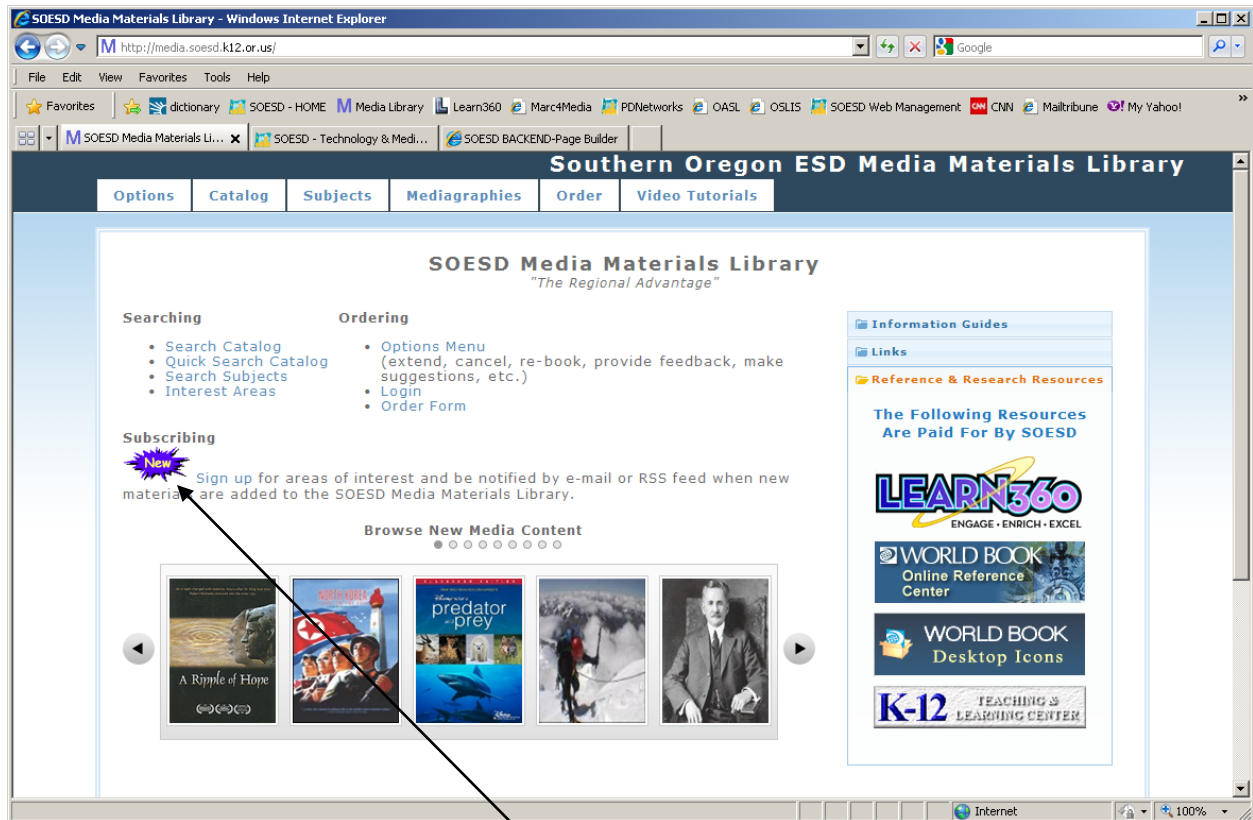 SOESD Media Materials Library - Windows Internet Explorer
http://media.soesd.k12.or.us/
Google
File Edit View Favorites Tools Help
Favorites dictionary SOESD - HOME Media Library Learn360 Marc4Media PDNetworks OASL OSLIS SOESD Web Management CNN Mailtribune My Yahoo! »
SOESD Media Materials Li... SOESD - Technology & Medi... SOESD BACKEND-Page Builder
Southern Oregon ESD Media Materials Library
Options Catalog Subjects Mediagraphies Order Video Tutorials
SOESD Media Materials Library
"The Regional Advantage"
Searching
• Search Catalog
• Quick Search Catalog
• Search Subjects
• Interest Areas
Ordering
• Options Menu
(extend, cancel, re-book, provide feedback, make
suggestions, etc.)
• Login
• Order Form
Subscribing
New
Sign up for areas of interest and be notified by e-mail or RSS feed when new
materials are added to the SOESD Media Materials Library.
Browse New Media Content
A Ripple of Hope
NORTH KOREA
predator
prey
Information Guides
Links
Reference & Research Resources
The Following Resources
Are Paid For By SOESD
LEARN360
ENGAGE · ENRICH · EXCEL
WORLD BOOK
Online Reference
Center
WORLD BOOK
Desktop Icons
K-12 TEACHING &
LEARNING CENTER
Internet 100%